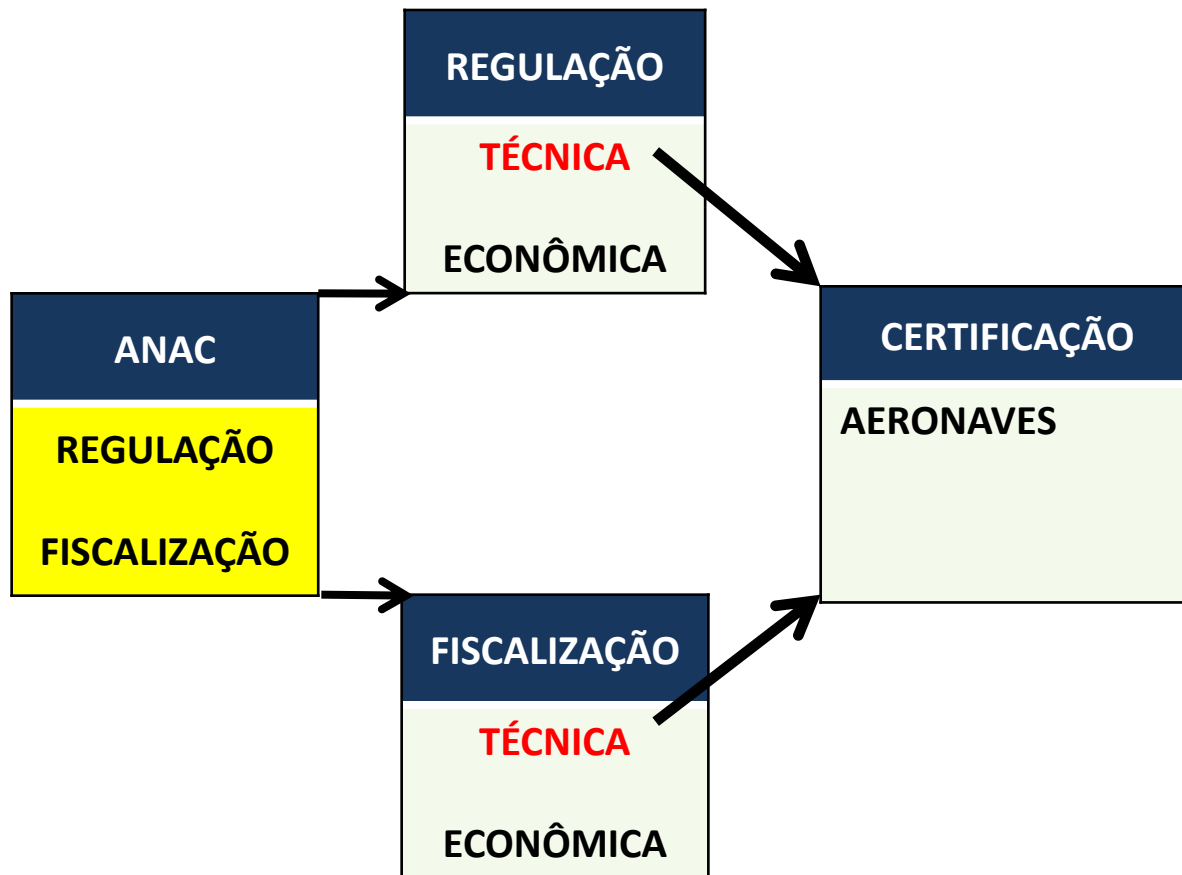 REGULAÇÃO
TÉCNICA
ECONÔMICA
ANAC
REGULAÇÃO
FISCALIZAÇÃO
CERTIFICAÇÃO
AERONAVES
FISCALIZAÇÃO
TÉCNICA
ECONÔMICA